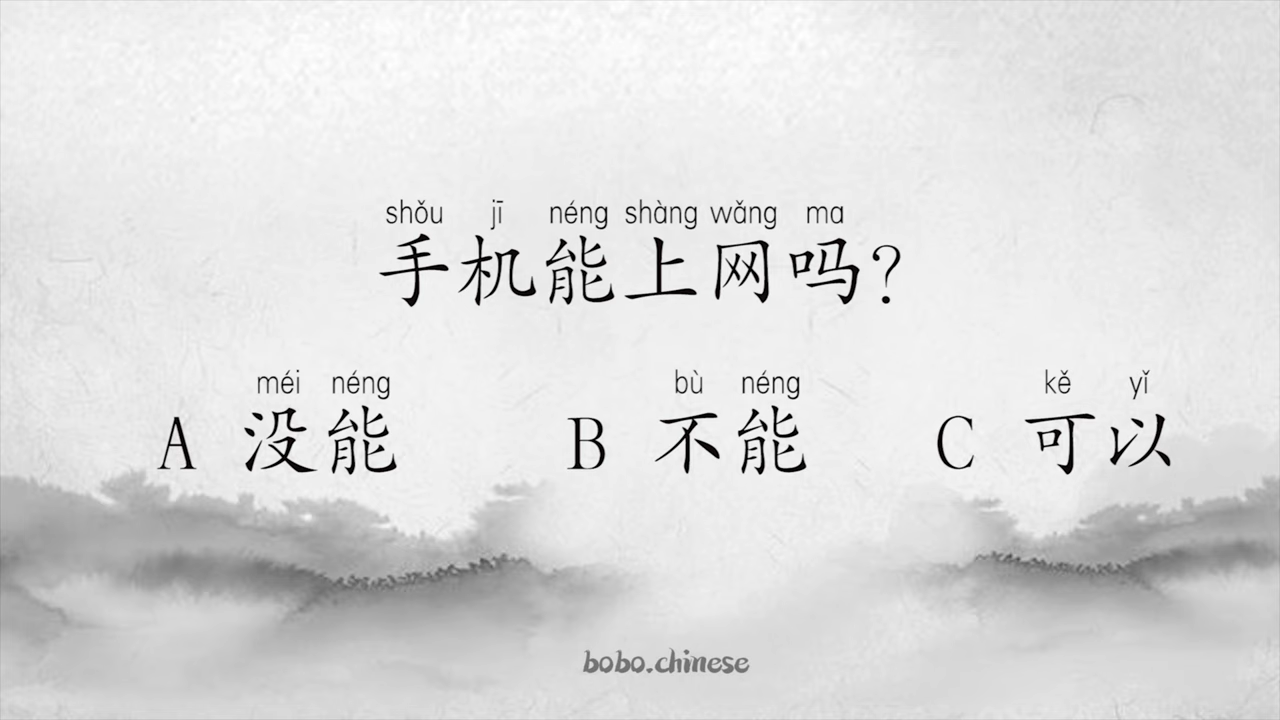 shǒu jī néng shàng wǎng ma
手机能上网吗?
méi néng bù néng kě yǐ
A 没能 B 不能 C 可以
bobo.chinese